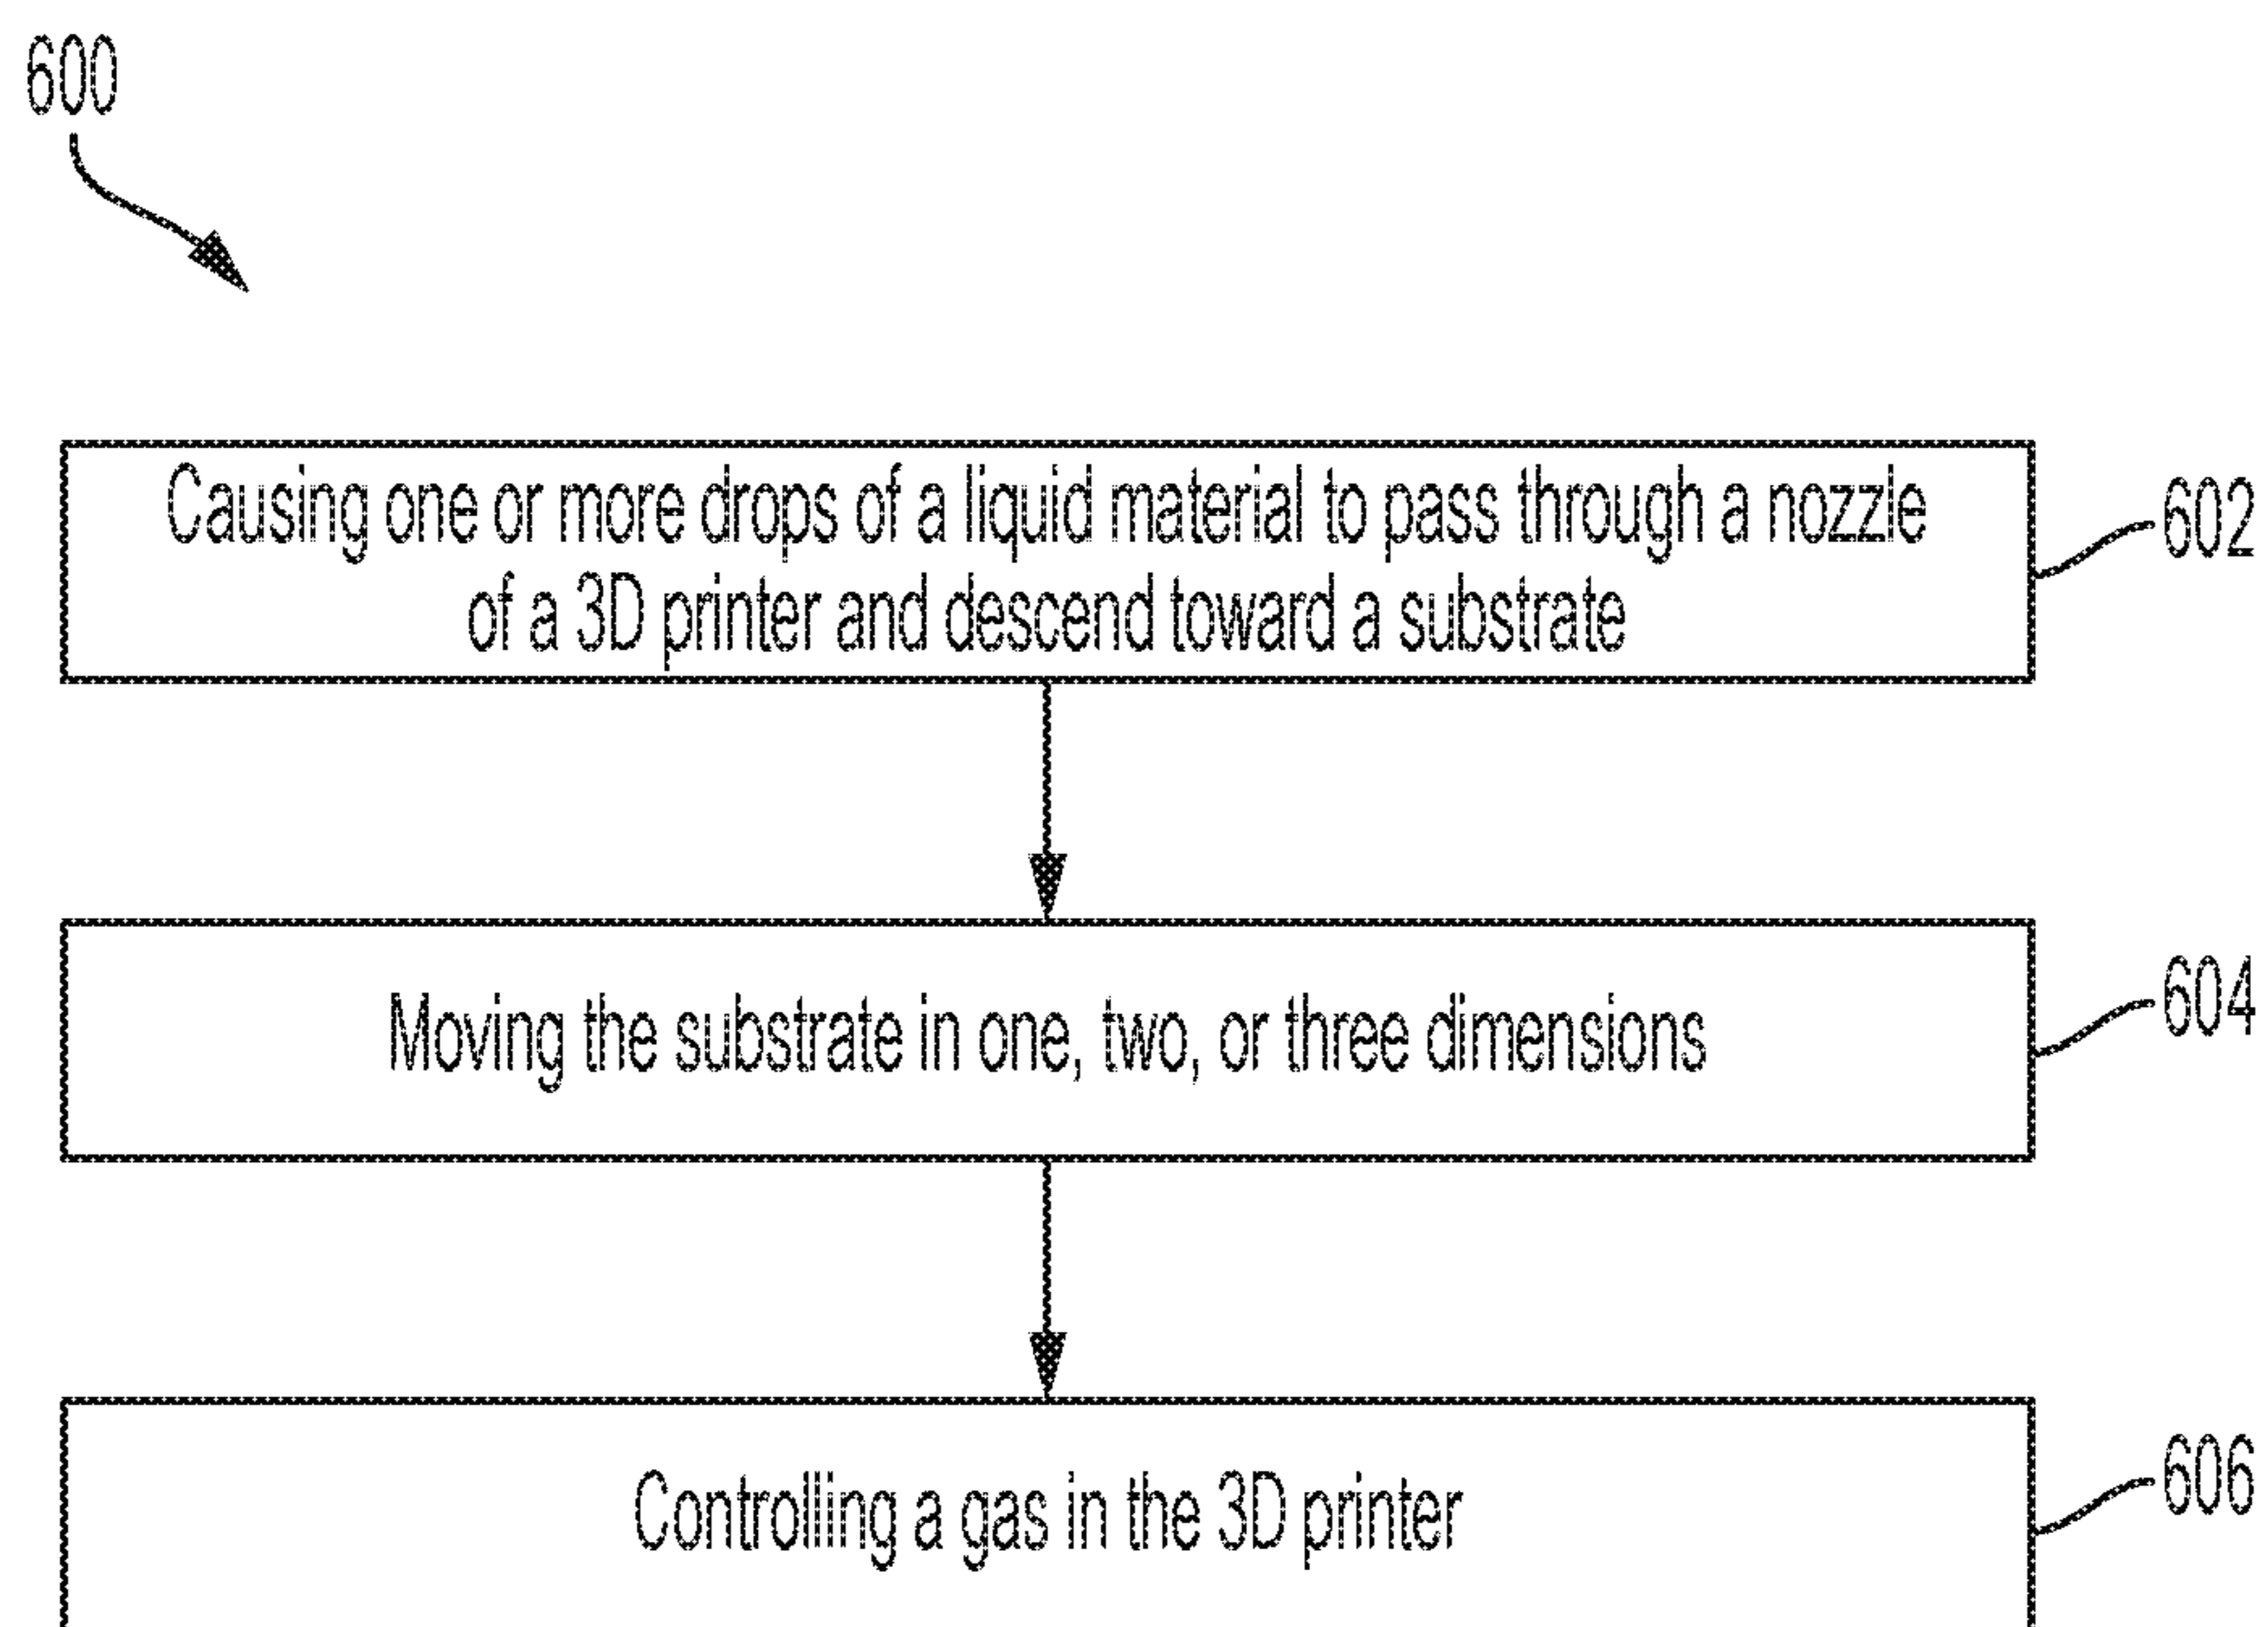 600
Causing one or more drops of a liquid material to pass through a nozzle
of a 3D printer and descend toward a substrate
602
Moving the substrate in one, two, or three dimensions
604
Controlling a gas in the 3D printer
606